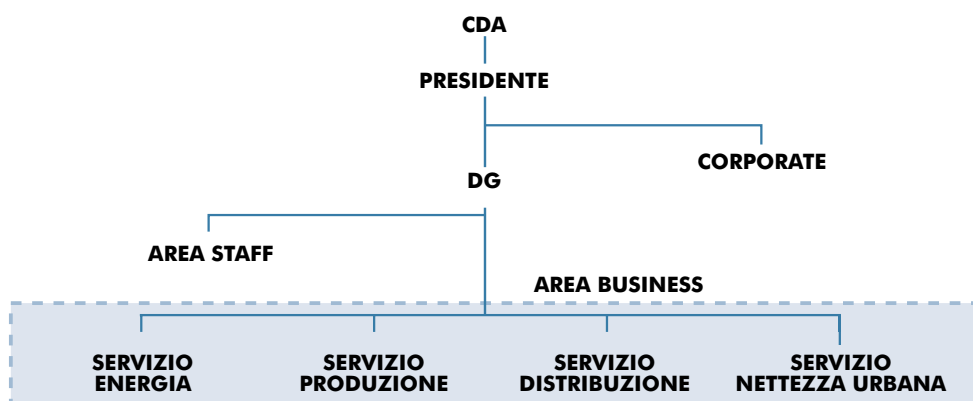 CDA
PRESIDENTE
CORPORATE
DG
AREA STAFF
AREA BUSINESS
SERVIZIO
ENERGIA
SERVIZIO
PRODUZIONE
SERVIZIO
DISTRIBUZIONE
SERVIZIO
NETTEZZA URBANA